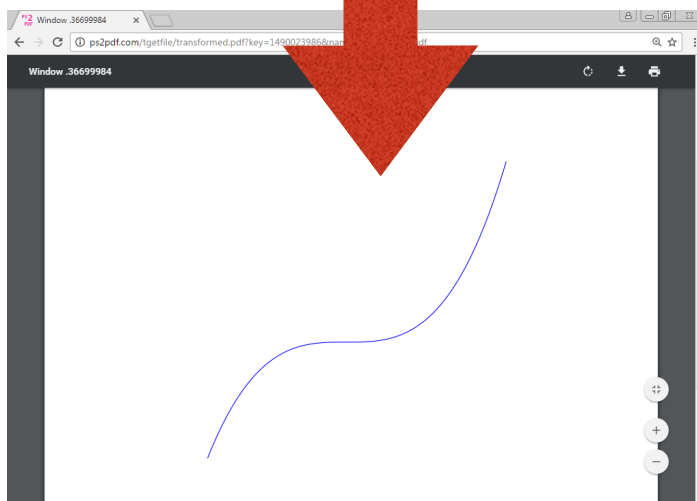 PS2 PDF Window .36699984
ps2pdf.com/tgetfile/transformed.pdf?key=1490023986&nam df
Window .36699984